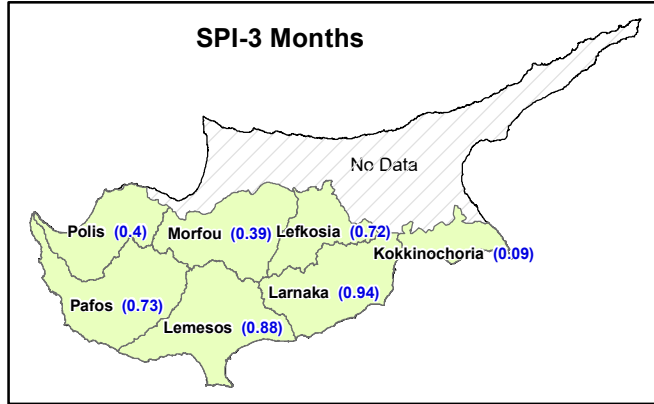 SPI-3 Months
No Data
Polis (0.4)
Morfou (0.39)
Lefkosia (0.72)
Kokkinochoria (0.09)
Pafos (0.73)
Larnaka (0.94)
Lemesos (0.88)